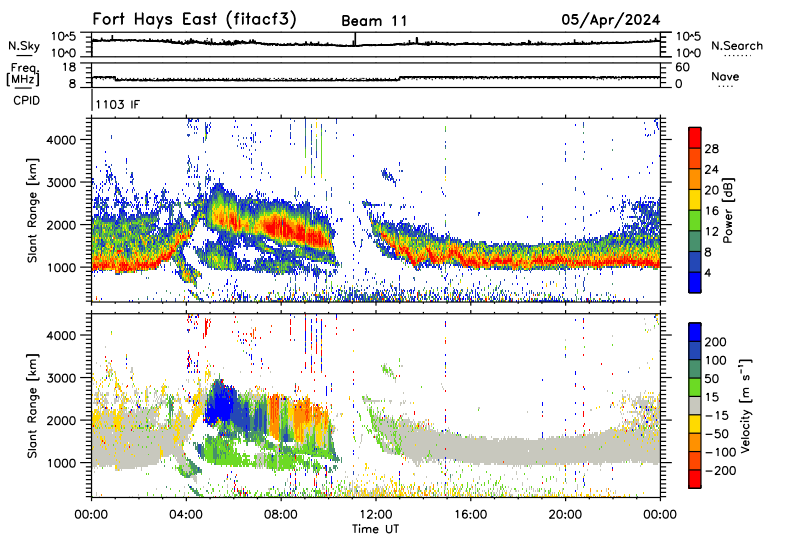 Fort Hays East (fitacf3) Beam 11 05/Apr/2024
N.Sky 10^5 10^0 10^5 10^0 N.Search
Freq. [MHz] 18 8 60 0 Nave
CPID 1103 IF
Slant Range [km]
4000
3000
2000
1000
28
24
20
16
12
8
4
Power [dB]
Slant Range [km]
4000
3000
2000
1000
200
100
50
15
−15
−50
−100
−200
Velocity [m s⁻¹]
00:00 04:00 08:00 12:00 16:00 20:00 00:00
Time UT